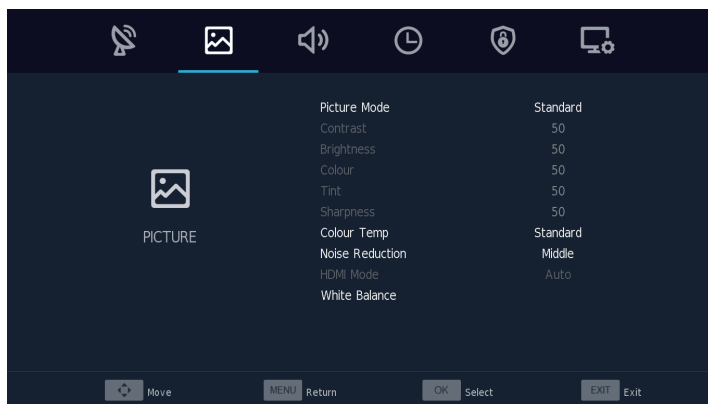 Picture Mode Standard
Contrast 50
Brightness 50
Colour 50
Tint 50
Sharpness 50
PICTURE
Colour Temp Standard
Noise Reduction Middle
HDMI Mode Auto
White Balance
Move MENU Return OK Select EXIT Exit